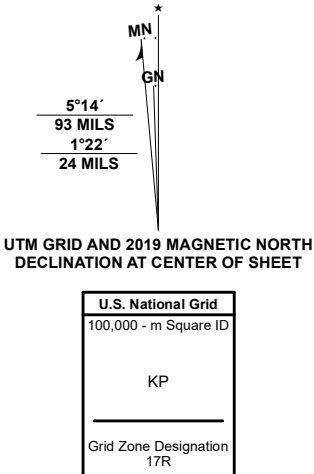 ★
MN
GN
5°14´
93 MILS
1°22´
24 MILS
UTM GRID AND 2019 MAGNETIC NORTH
DECLINATION AT CENTER OF SHEET
U.S. National Grid
100,000 - m Square ID
KP
Grid Zone Designation
17R